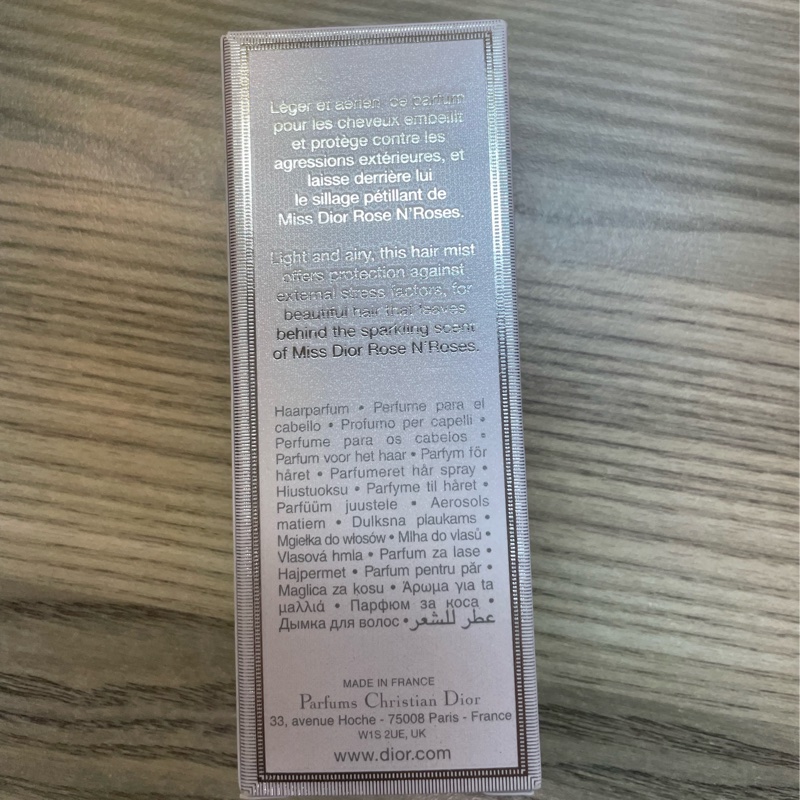 Léger et aérien, ce parfum
pour les cheveux embellit
et protège contre les
agressions extérieures, et
laisse derrière lui
le sillage pétillant de
Miss Dior Rose N'Roses.
Light and airy, this hair mist
offers protection against
external stress factors, for
beautiful hair that leaves
behind the sparkling scent
of Miss Dior Rose N'Roses.
Haarparfum • Perfume para el
cabello • Profumo per capelli •
Perfume para os cabelos •
Parfum voor het haar • Parfym för
håret • Parfumeret hår spray •
Hiustuoksu • Parfyme til håret •
Parfüüm juustele • Aerosols
matiem • Dulksna plaukams •
Mgiełka do włosów • Mlha do vlasů •
Vlasová hmla • Parfum za lase •
Hajpermet • Parfum pentru păr •
Maglica za kosu • Άρωμα για τα
μαλλιά • Парфюм за коса •
Дымка для волос • عطر للشعر
MADE IN FRANCE
Parfums Christian Dior
33, avenue Hoche - 75008 Paris - France
W1S 2UE, UK
www.dior.com